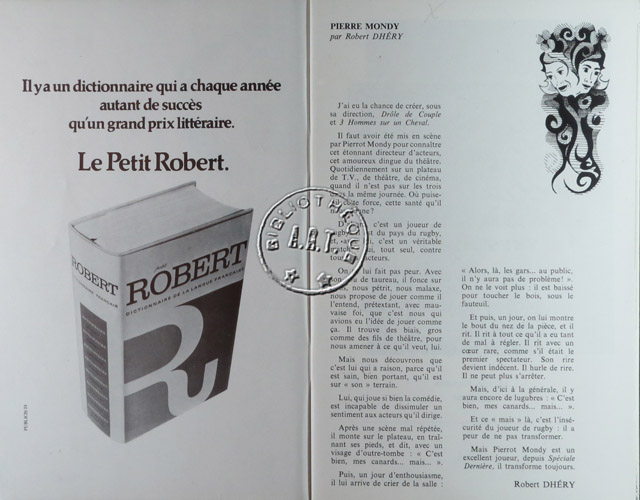 Il y a un dictionnaire qui a chaque année
autant de succès
qu'un grand prix littéraire.
Le Petit Robert.
ROBERT
ROBERT
DICTIONNAIRE DE LA LANGUE FRANÇAISE
R
PUBLICIS
BIBLIOTHÈQUE
A.R.T.
PIERRE MONDY
par Robert DHÉRY
J'ai eu la chance de créer, sous
sa direction, Drôle de Couple
et 3 Hommes sur un Cheval.
Il faut avoir été mis en scène
par Pierrot Mondy pour connaître
cet étonnant directeur d'acteurs,
cet amoureux dingue du théâtre.
Quotidiennement sur un plateau
de T.V., de théâtre, de cinéma,
quand il n'est pas sur les trois
dans la même journée. Où puise-
force, cette santé qu'il
c'est un joueur de
du pays du rugby,
c'est un véritable
tout seul, contre
acteurs.
lui fait pas peur. Avec
de taureau, il fonce sur
nous, nous pétrit, nous malaxe,
nous propose de jouer comme il
l'entend, prétextant, avec mau-
vaise foi, que c'est nous qui
avions eu l'idée de jouer comme
ça. Il trouve des biais, gros
comme des fils de théâtre, pour
nous amener à ce qu'il veut, lui.
Mais nous découvrons que
c'est lui qui a raison, parce qu'il
est sain, bien portant, qu'il est
sur « son » terrain.
Lui, qui joue si bien la comédie,
est incapable de dissimuler un
sentiment aux acteurs qu'il dirige.
Après une scène mal répétée,
il monte sur le plateau, en traî-
nant ses pieds, et dit, avec un
visage d'outre-tombe : « C'est
bien, mes canards... mais... ».
Puis, un jour d'enthousiasme,
il lui arrive de crier de la salle :
« Alors, là, les gars... au public,
il n'y aura pas de problème! ».
On ne le voit plus : il est baissé
pour toucher le bois, sous le
fauteuil.
Et puis, un jour, on lui montre
le bout du nez de la pièce, et il
rit. Il rit à tout ce qu'il a eu tant
de mal à régler. Il rit avec un
cœur rare, comme s'il était le
premier spectateur. Son rire
devient indécent. Il hurle de rire.
Il ne peut plus s'arrêter.
Mais, d'ici à la générale, il y
aura encore de lugubres : « C'est
bien, mes canards... mais... ».
Et ce « mais » là, c'est l'insé-
curité du joueur de rugby : il a
peur de ne pas transformer.
Mais Pierrot Mondy est un
excellent joueur, depuis Spéciale
Dernière, il transforme toujours.
Robert DHÉRY